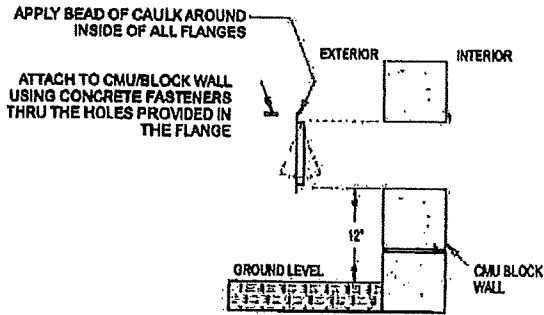 APPLY BEAD OF CAULK AROUND
INSIDE OF ALL FLANGES
EXTERIOR
INTERIOR
ATTACH TO CMU/BLOCK WALL
USING CONCRETE FASTENERS
THRU THE HOLES PROVIDED IN
THE FLANGE
12"
GROUND LEVEL
CMU BLOCK
WALL